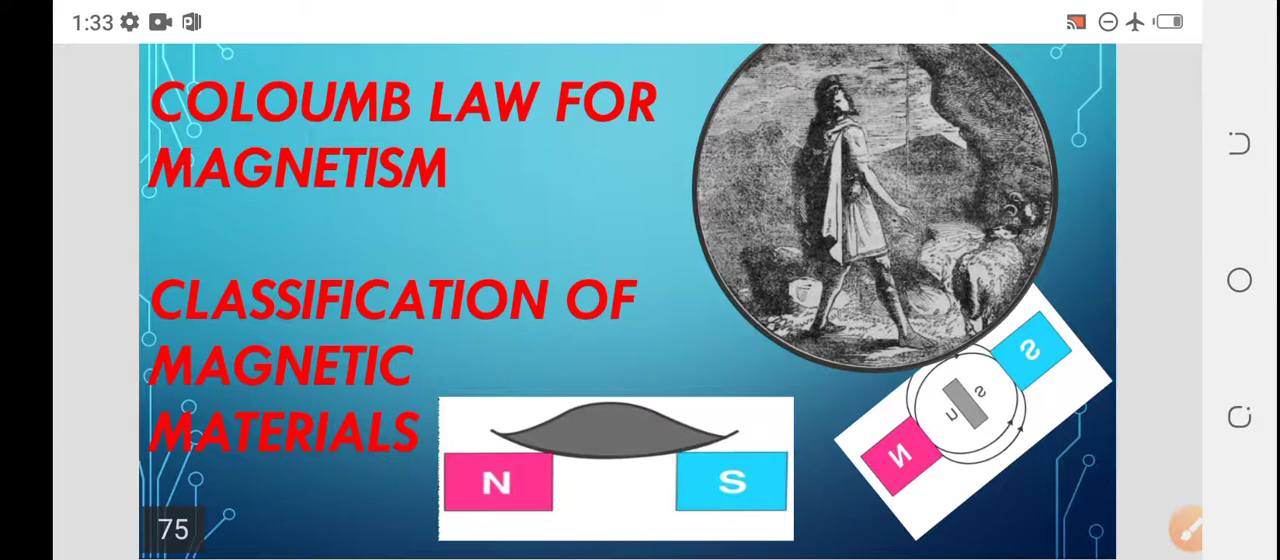 1:33
COLOUMB LAW FOR
MAGNETISM
CLASSIFICATION OF
MAGNETIC
MATERIALS
N
S
S
N
n
s
75